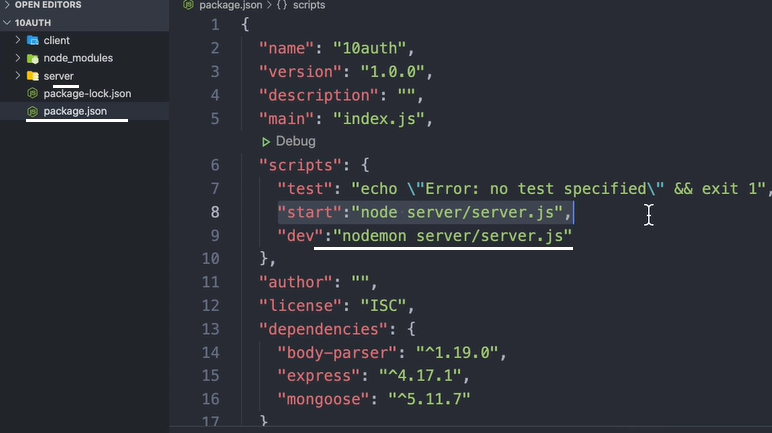 OPEN EDITORS
10AUTH
client
node_modules
server
package-lock.json
package.json
package.json > {} scripts
1 {
2 "name": "10auth",
3 "version": "1.0.0",
4 "description": "",
5 "main": "index.js",
Debug
6 "scripts": {
7 "test": "echo \"Error: no test specified\" && exit 1",
8 "start":"node server/server.js",
9 "dev":"nodemon server/server.js"
10 },
11 "author": "",
12 "license": "ISC",
13 "dependencies": {
14 "body-parser": "^1.19.0",
15 "express": "^4.17.1",
16 "mongoose": "^5.11.7"
17 }